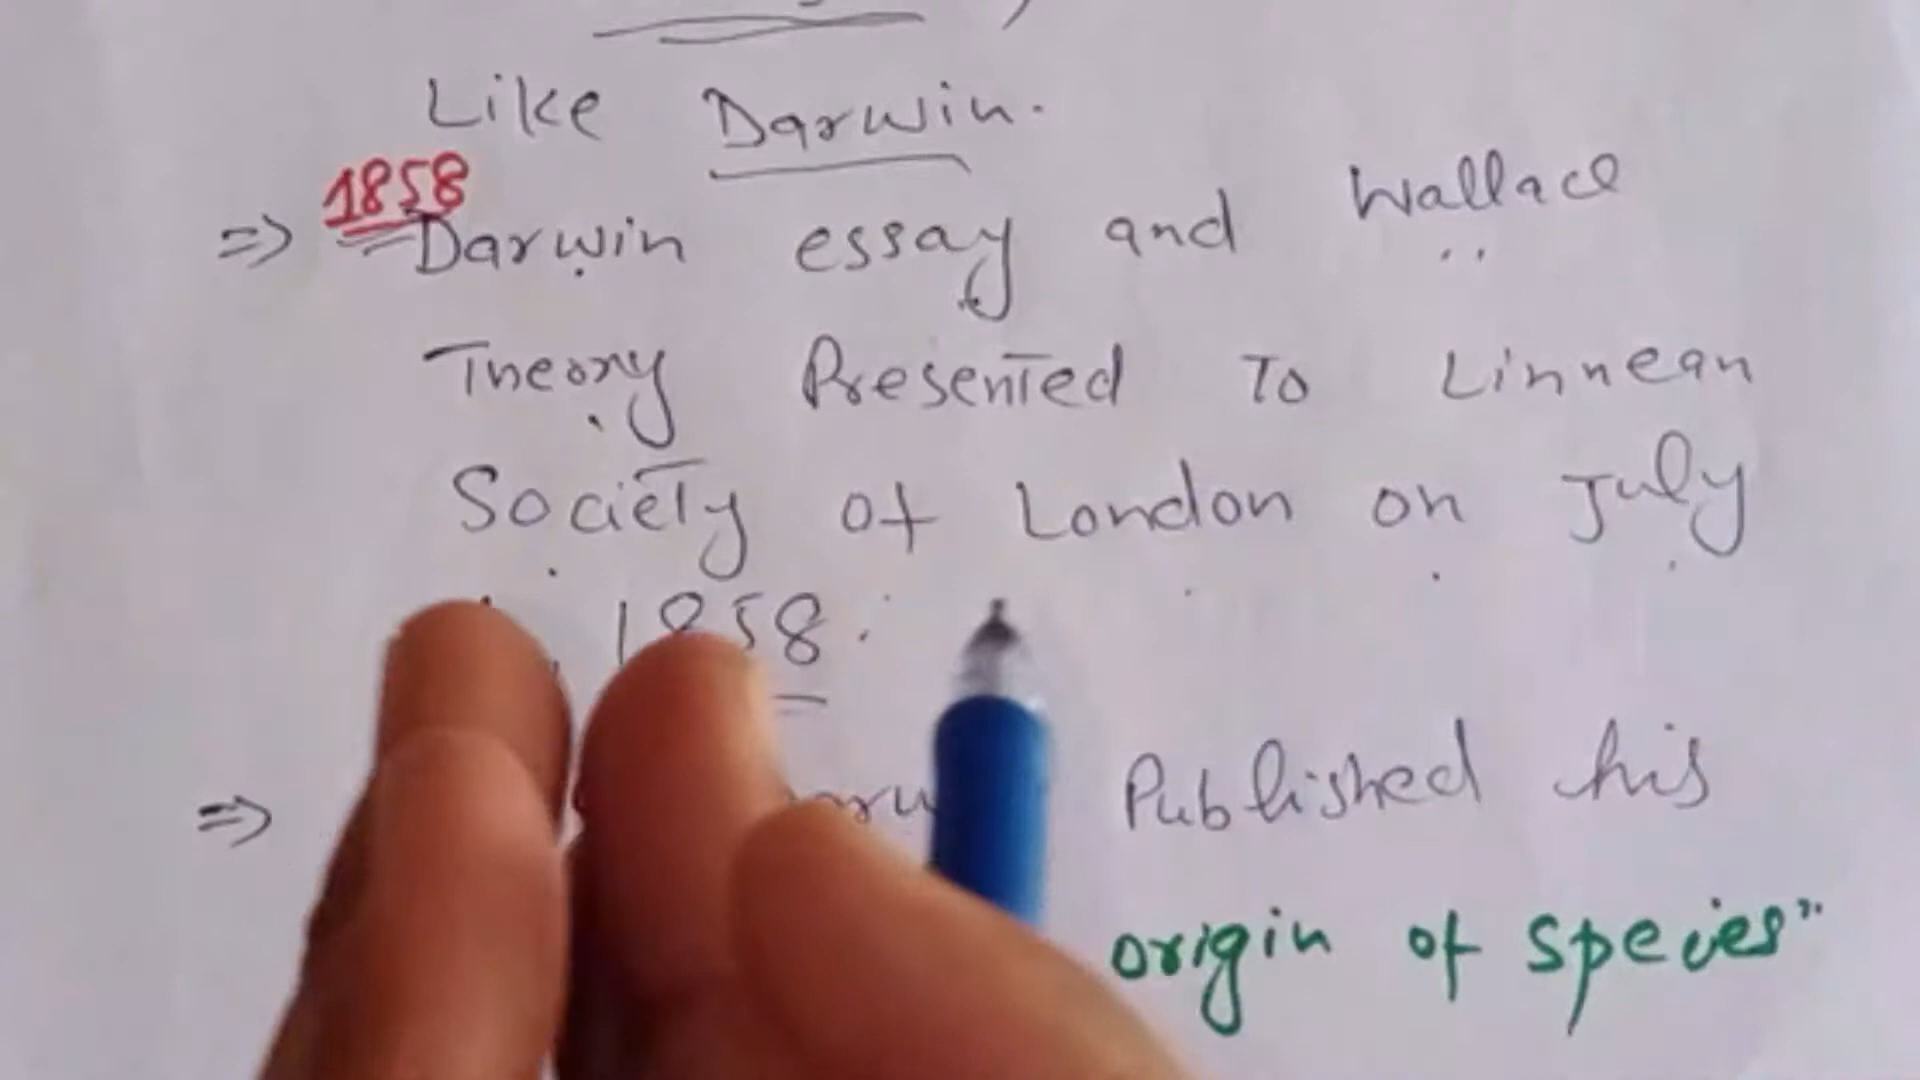 Like Darwin.
1858
=> Darwin essay and Wallace
Theory Presented To Linnean
Society of London on July
1858.
=> Published his
origin of species"